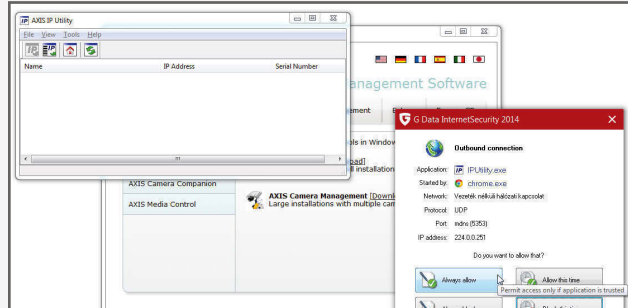 AXIS IP Utility
File View Tools Help
Name IP Address Serial Number
anagement Software
ement
ols in Window
oad]
ll installation
AXIS Camera Companion
AXIS Media Control
AXIS Camera Management [Downl
Large installations with multiple cam
G Data InternetSecurity 2014
Outbound connection
Application: IPUtility.exe
Started by: chrome.exe
Network: Vezeték nélküli hálózati kapcsolat
Protocol: UDP
Port: mdns (5353)
IP address: 224.0.0.251
Do you want to allow that?
Always allow
Allow this time
Permit access only if application is trusted